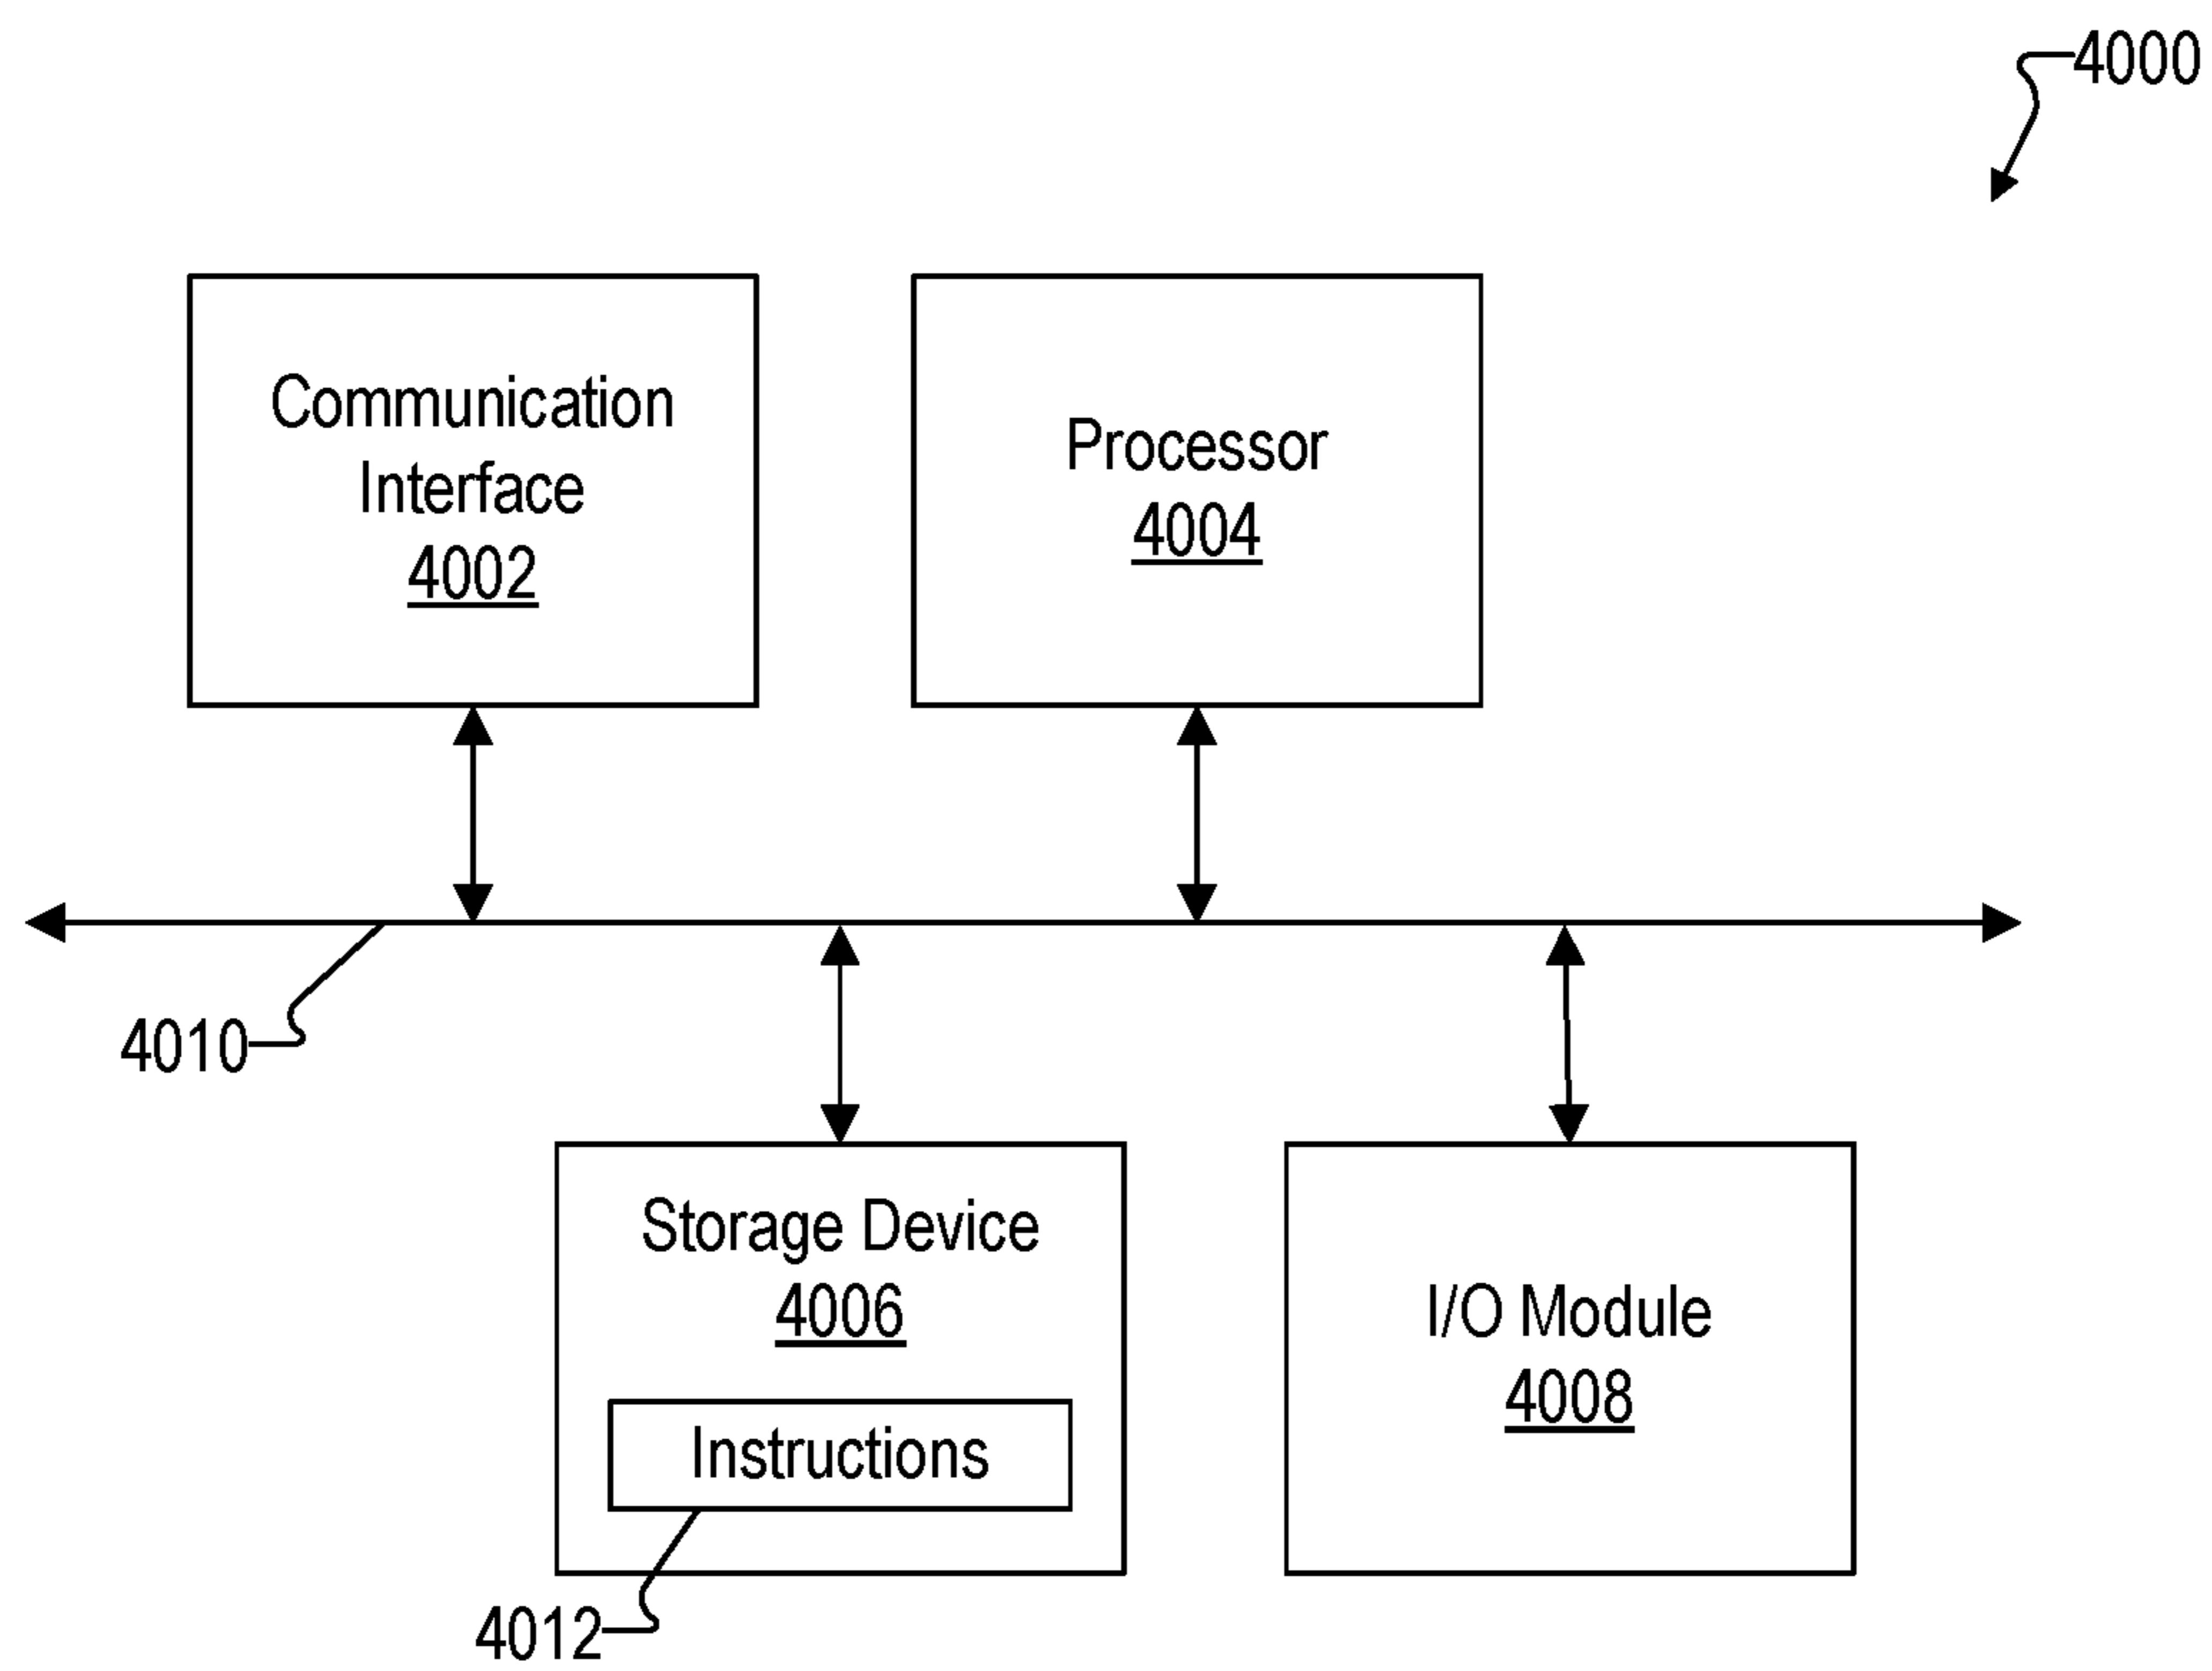 4000
Communication
Interface
4002
Processor
4004
4010
Storage Device
4006
Instructions
4012
I/O Module
4008